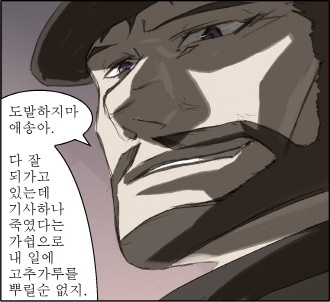 도발하지마
애송아.
다 잘
되가고
있는데
기사하나
죽였다는
가쉽으로
내 일에
고추가루를
뿌릴순 없지.